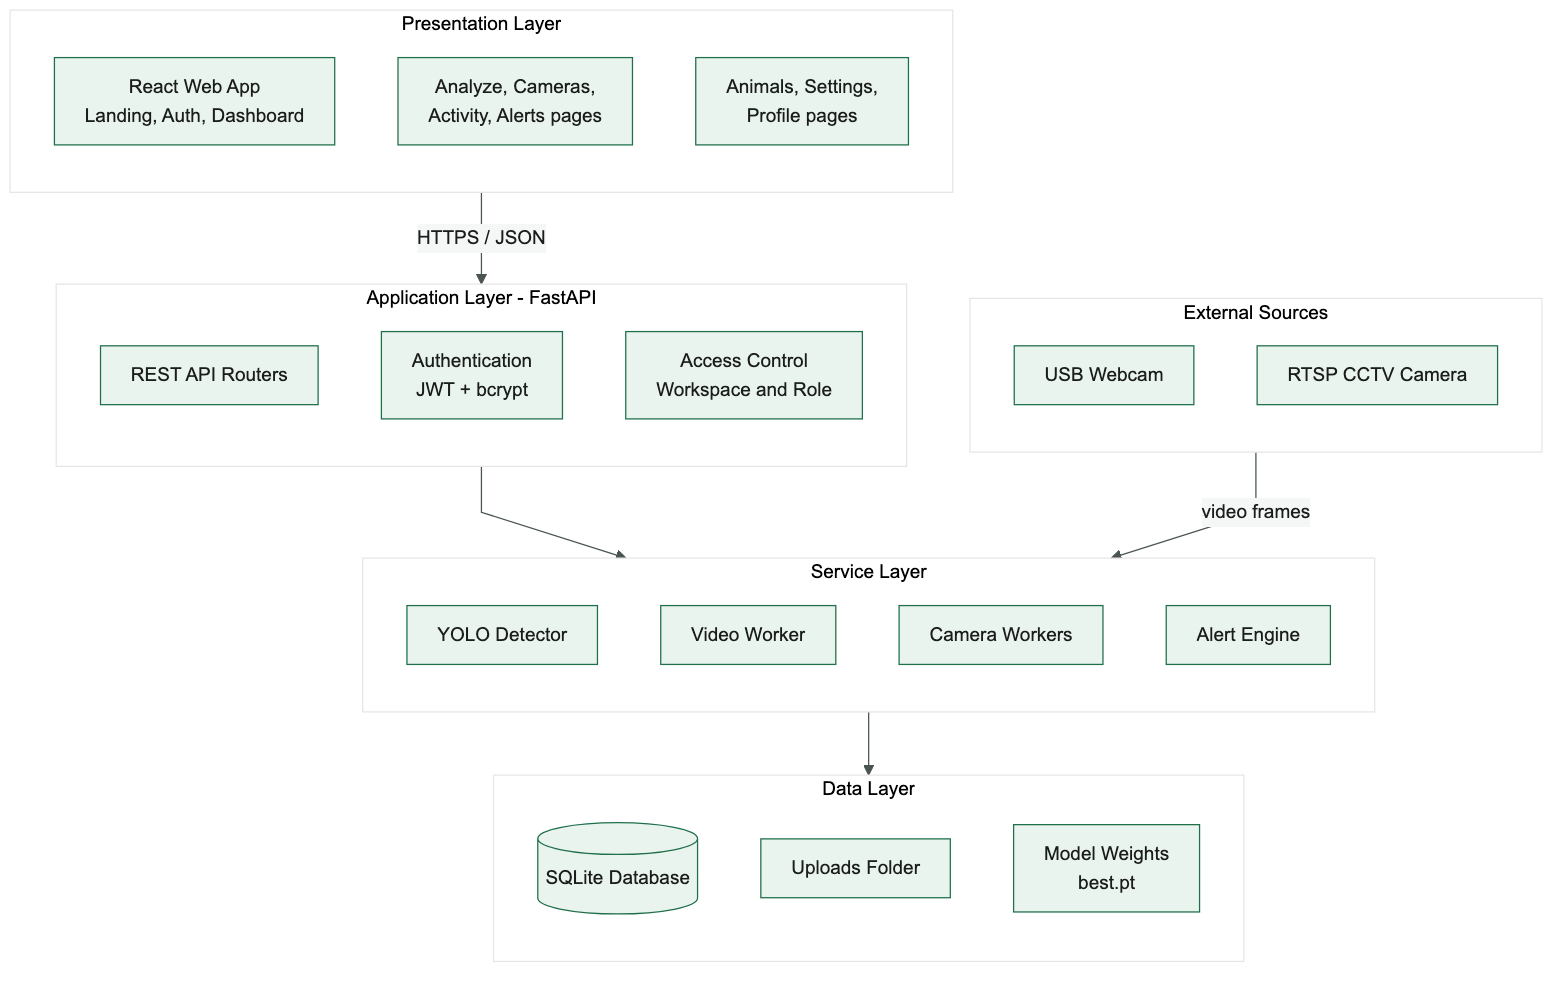 Presentation Layer
React Web App
Landing, Auth, Dashboard
Analyze, Cameras,
Activity, Alerts pages
Animals, Settings,
Profile pages
HTTPS / JSON
Application Layer - FastAPI
REST API Routers
Authentication
JWT + bcrypt
Access Control
Workspace and Role
External Sources
USB Webcam
RTSP CCTV Camera
video frames
Service Layer
YOLO Detector
Video Worker
Camera Workers
Alert Engine
Data Layer
SQLite Database
Uploads Folder
Model Weights
best.pt